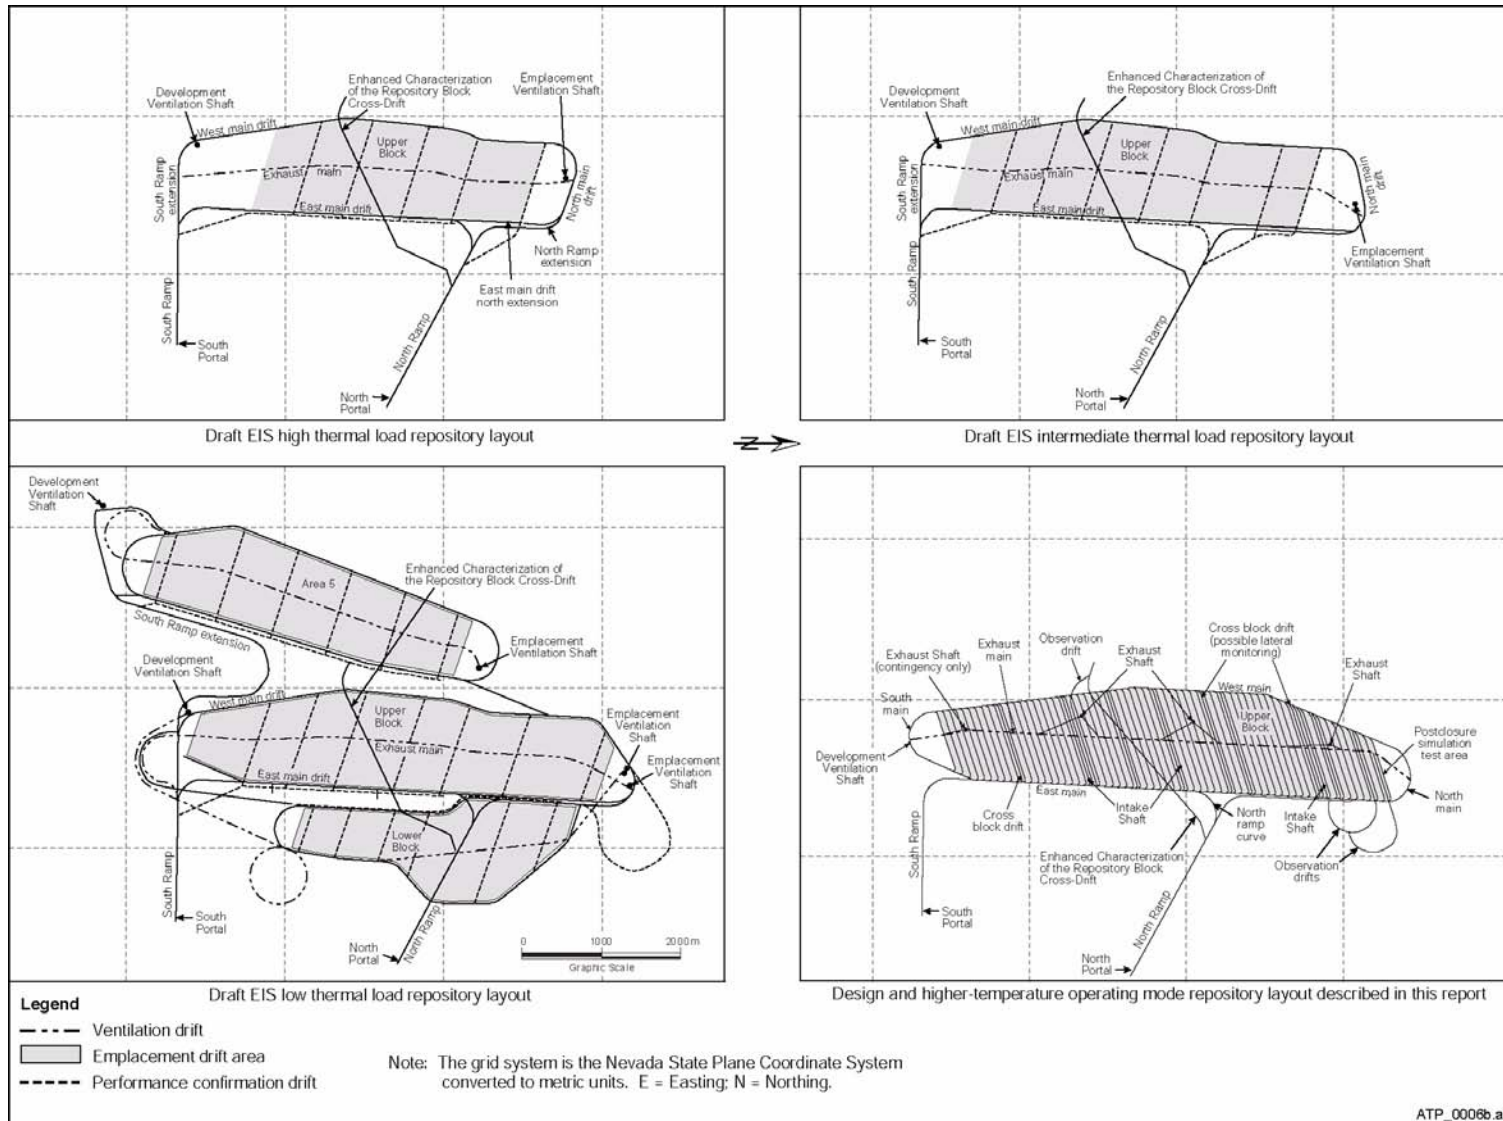 Development
Ventilation Shaft
Enhanced Characterization
of the Repository Block
Cross-Drift
Emplacement
Ventilation Shaft
West main drift
Upper
Block
South Ramp
extension
Exhaust main
North main
drift
East main drift
North Ramp
extension
East main drift
north extension
South Ramp
South
Portal
North Ramp
North
Portal
Draft EIS high thermal load repository layout
Development
Ventilation Shaft
Enhanced Characterization of
the Repository Block
Cross-Drift
West main drift
Upper
Block
South Ramp
extension
Exhaust main
North main
drift
East main drift
Emplacement
Ventilation Shaft
South Ramp
South
Portal
North Ramp
North
Portal
Draft EIS intermediate thermal load repository layout
N
Development
Ventilation
Shaft
Area 5
Enhanced Characterization of
the Repository Block Cross-Drift
South Ramp extension
Emplacement
Ventilation Shaft
Development
Ventilation Shaft
West main drift
Upper
Block
Exhaust main
Emplacement
Ventilation
Shaft
Emplacement
Ventilation
Shaft
East main drift
Lower
Block
South Ramp
South
Portal
North Ramp
North
Portal
0 1000 2000 m
Graphic Scale
Draft EIS low thermal load repository layout
Exhaust Shaft
(contingency only)
Exhaust
main
Observation
drift
Exhaust
Shaft
Cross block drift
(possible lateral
monitoring)
Exhaust
Shaft
South
main
West main
Upper
Block
Development
Ventilation
Shaft
Postclosure
simulation
test area
East main
Cross
block drift
Intake
Shaft
North
ramp
curve
Intake
Shaft
North
main
South Ramp
Enhanced Characterization
of the Repository Block
Cross-Drift
Observation
drifts
South
Portal
North Ramp
North
Portal
Design and higher-temperature operating mode repository layout described in this report
Legend
Ventilation drift
Emplacement drift area
Performance confirmation drift
Note: The grid system is the Nevada State Plane Coordinate System
converted to metric units. E = Easting; N = Northing.
ATP_0006b.a